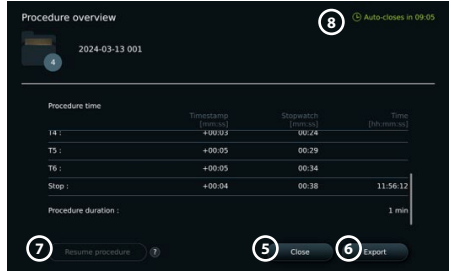 Procedure overview
8
Auto-closes in 09:05
4
2024-03-13 001
Procedure time
Timestamp Stopwatch Time
[mm:ss] [mm:ss] [hh:mm:ss]
T4 : +00:03 00:24
T5 : +00:05 00:29
T6 : +00:05 00:34
Stop : +00:04 00:38 11:56:12
Procedure duration : 1 min
7 Resume procedure ? 5 Close 6 Export